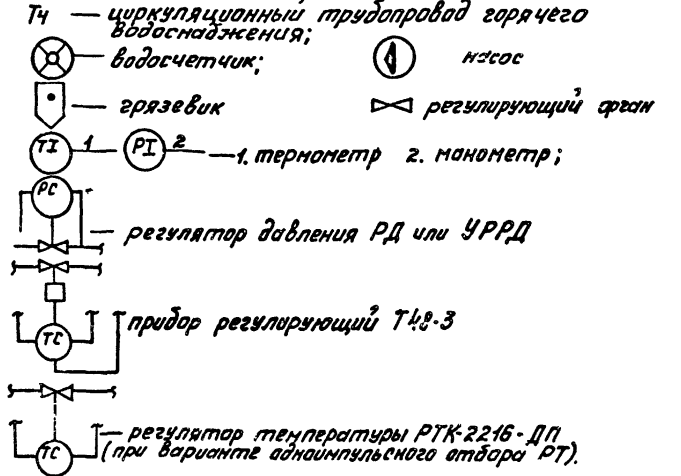 Т4 — циркуляционный трубопровод горячего
водоснабжения;
— водосчетчик;
насос
— грязевик
регулирующий орган
TI 1 — PI 2 — 1. термометр 2. манометр;
PC
— регулятор давления РД или УРРД
прибор регулирующий Т48-3
TC
— регулятор температуры РТК-2216-ДП
(при варианте одноимпульсного отбора РТ).
TC